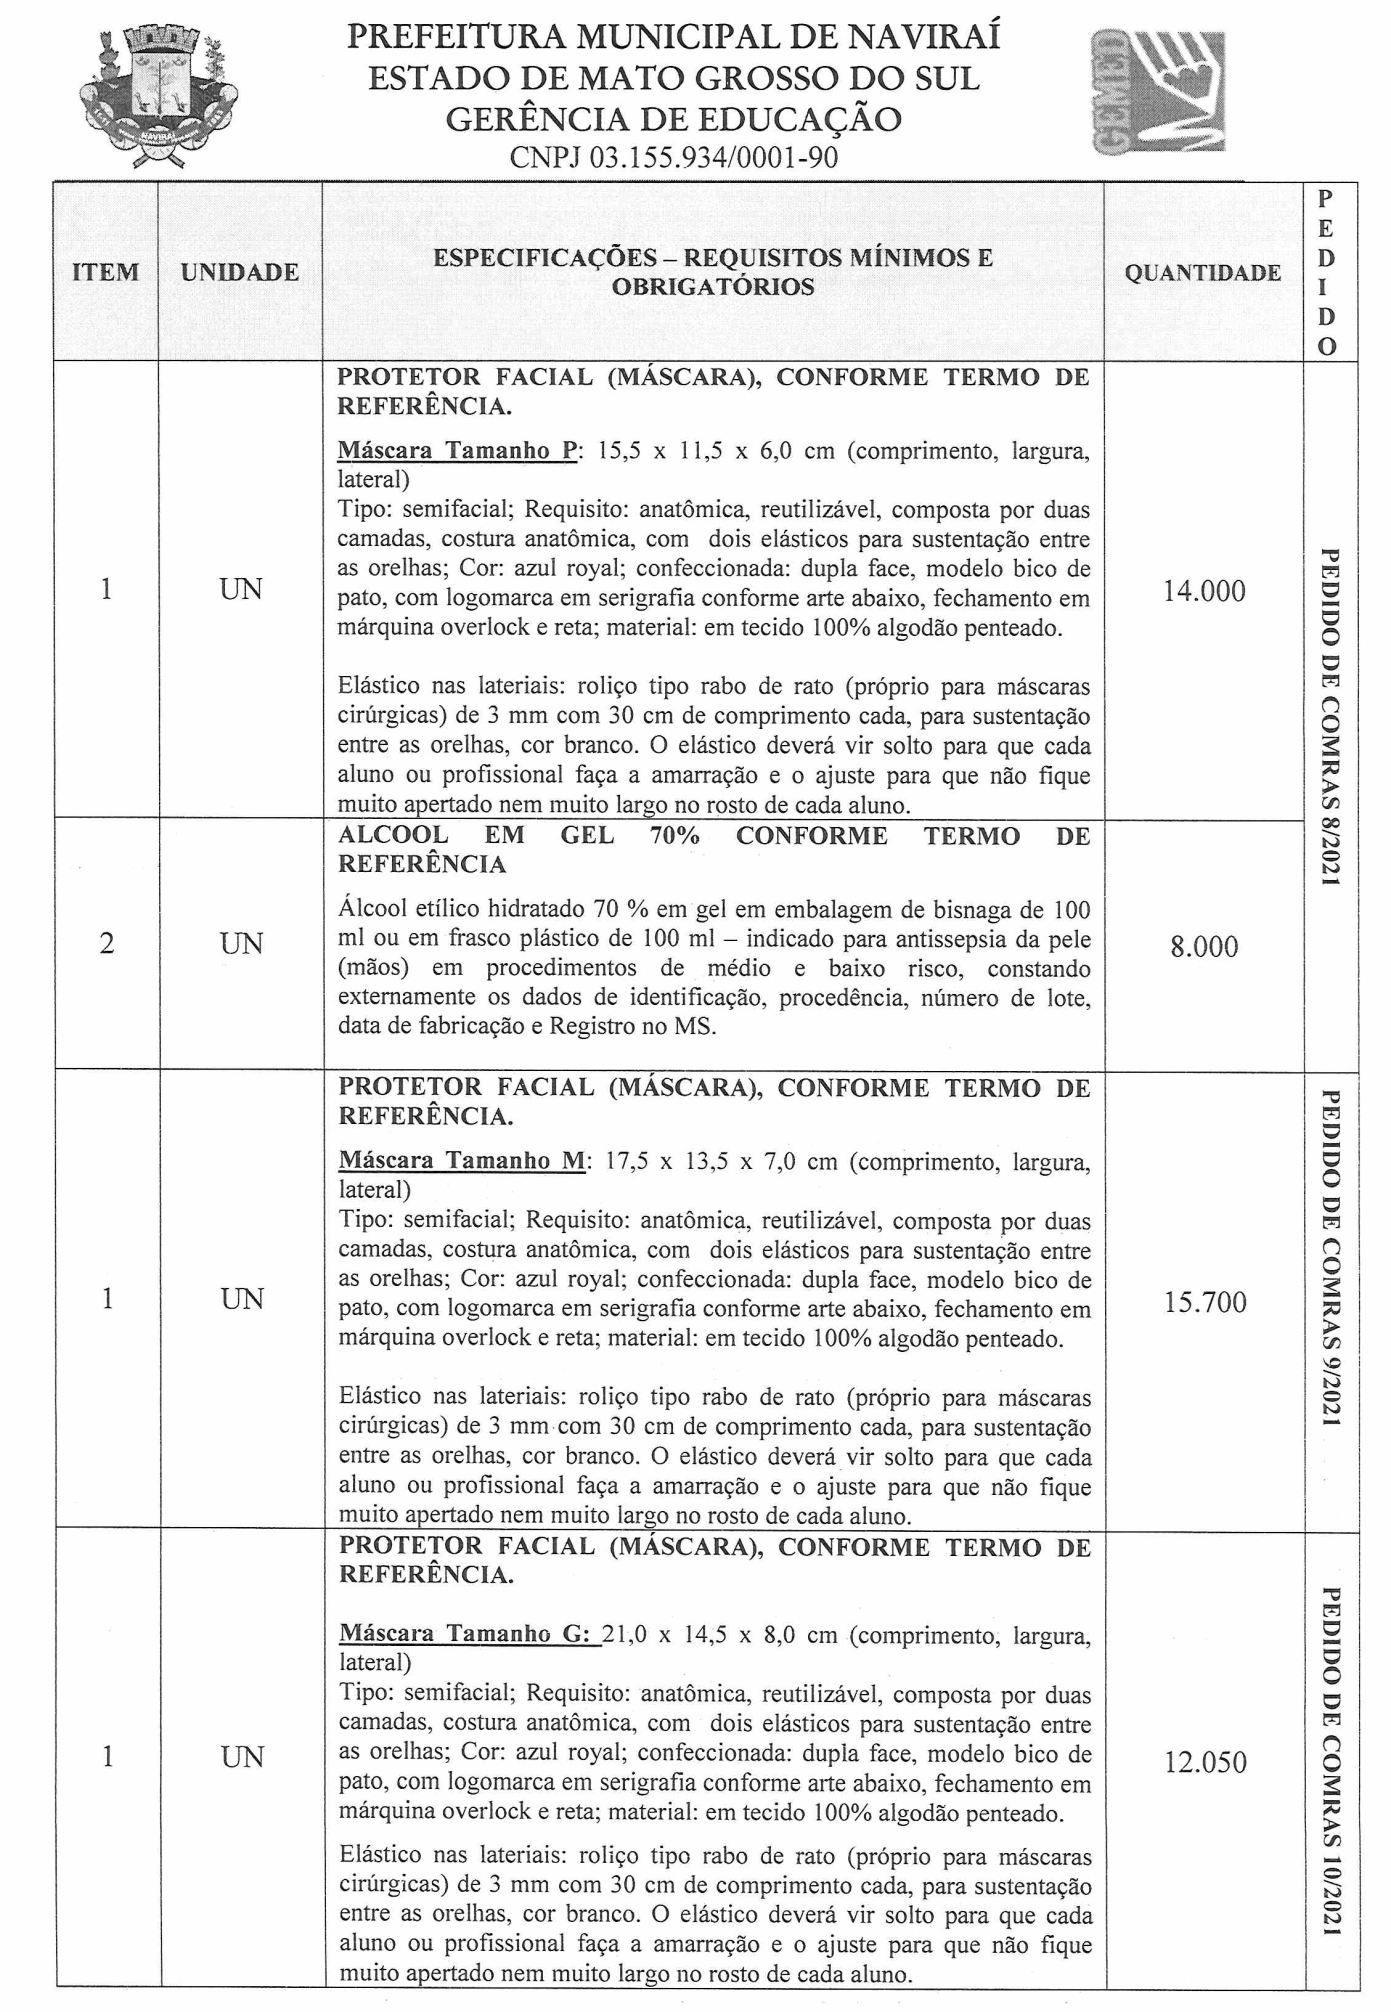 PREFEITURA MUNICIPAL DE NAVIRAÍ
ESTADO DE MATO GROSSO DO SUL
GERÊNCIA DE EDUCAÇÃO
CNPJ 03.155.934/0001-90
NAVIRAÍ
GEMED
ITEM
UNIDADE
ESPECIFICAÇÕES – REQUISITOS MÍNIMOS E
OBRIGATÓRIOS
QUANTIDADE
P
E
D
I
D
O
1
UN
PROTETOR FACIAL (MÁSCARA), CONFORME TERMO DE
REFERÊNCIA.
Máscara Tamanho P: 15,5 x 11,5 x 6,0 cm (comprimento, largura,
lateral)
Tipo: semifacial; Requisito: anatômica, reutilizável, composta por duas
camadas, costura anatômica, com dois elásticos para sustentação entre
as orelhas; Cor: azul royal; confeccionada: dupla face, modelo bico de
pato, com logomarca em serigrafia conforme arte abaixo, fechamento em
márquina overlock e reta; material: em tecido 100% algodão penteado.
Elástico nas lateriais: roliço tipo rabo de rato (próprio para máscaras
cirúrgicas) de 3 mm com 30 cm de comprimento cada, para sustentação
entre as orelhas, cor branco. O elástico deverá vir solto para que cada
aluno ou profissional faça a amarração e o ajuste para que não fique
muito apertado nem muito largo no rosto de cada aluno.
14.000
PEDIDO DE COMRAS 8/2021
2
UN
ALCOOL EM GEL 70% CONFORME TERMO DE
REFERÊNCIA
Álcool etílico hidratado 70 % em gel em embalagem de bisnaga de 100
ml ou em frasco plástico de 100 ml – indicado para antissepsia da pele
(mãos) em procedimentos de médio e baixo risco, constando
externamente os dados de identificação, procedência, número de lote,
data de fabricação e Registro no MS.
8.000
1
UN
PROTETOR FACIAL (MÁSCARA), CONFORME TERMO DE
REFERÊNCIA.
Máscara Tamanho M: 17,5 x 13,5 x 7,0 cm (comprimento, largura,
lateral)
Tipo: semifacial; Requisito: anatômica, reutilizável, composta por duas
camadas, costura anatômica, com dois elásticos para sustentação entre
as orelhas; Cor: azul royal; confeccionada: dupla face, modelo bico de
pato, com logomarca em serigrafia conforme arte abaixo, fechamento em
márquina overlock e reta; material: em tecido 100% algodão penteado.
Elástico nas lateriais: roliço tipo rabo de rato (próprio para máscaras
cirúrgicas) de 3 mm com 30 cm de comprimento cada, para sustentação
entre as orelhas, cor branco. O elástico deverá vir solto para que cada
aluno ou profissional faça a amarração e o ajuste para que não fique
muito apertado nem muito largo no rosto de cada aluno.
15.700
PEDIDO DE COMRAS 9/2021
1
UN
PROTETOR FACIAL (MÁSCARA), CONFORME TERMO DE
REFERÊNCIA.
Máscara Tamanho G: 21,0 x 14,5 x 8,0 cm (comprimento, largura,
lateral)
Tipo: semifacial; Requisito: anatômica, reutilizável, composta por duas
camadas, costura anatômica, com dois elásticos para sustentação entre
as orelhas; Cor: azul royal; confeccionada: dupla face, modelo bico de
pato, com logomarca em serigrafia conforme arte abaixo, fechamento em
márquina overlock e reta; material: em tecido 100% algodão penteado.
Elástico nas lateriais: roliço tipo rabo de rato (próprio para máscaras
cirúrgicas) de 3 mm com 30 cm de comprimento cada, para sustentação
entre as orelhas, cor branco. O elástico deverá vir solto para que cada
aluno ou profissional faça a amarração e o ajuste para que não fique
muito apertado nem muito largo no rosto de cada aluno.
12.050
PEDIDO DE COMRAS 10/2021